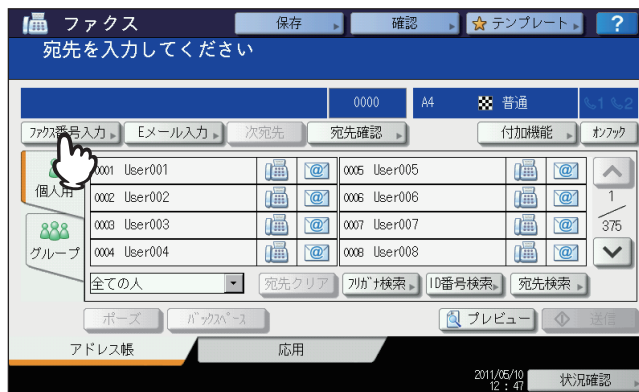 ファクス 保存 確認 テンプレート ?
宛先を入力してください
0000 A4 普通 1 2
ファクス番号入力 Eメール入力 次宛先 宛先確認 付加機能 オンフック
個人用
グループ
0001 User001 0005 User005
0002 User002 0006 User006
0003 User003 0007 User007
0004 User004 0008 User008
1
375
全ての人 宛先クリア フリガナ検索 ID番号検索 宛先検索
ポーズ バックスペース プレビュー 送信
アドレス帳 応用
2011/05/10
12:47 状況確認